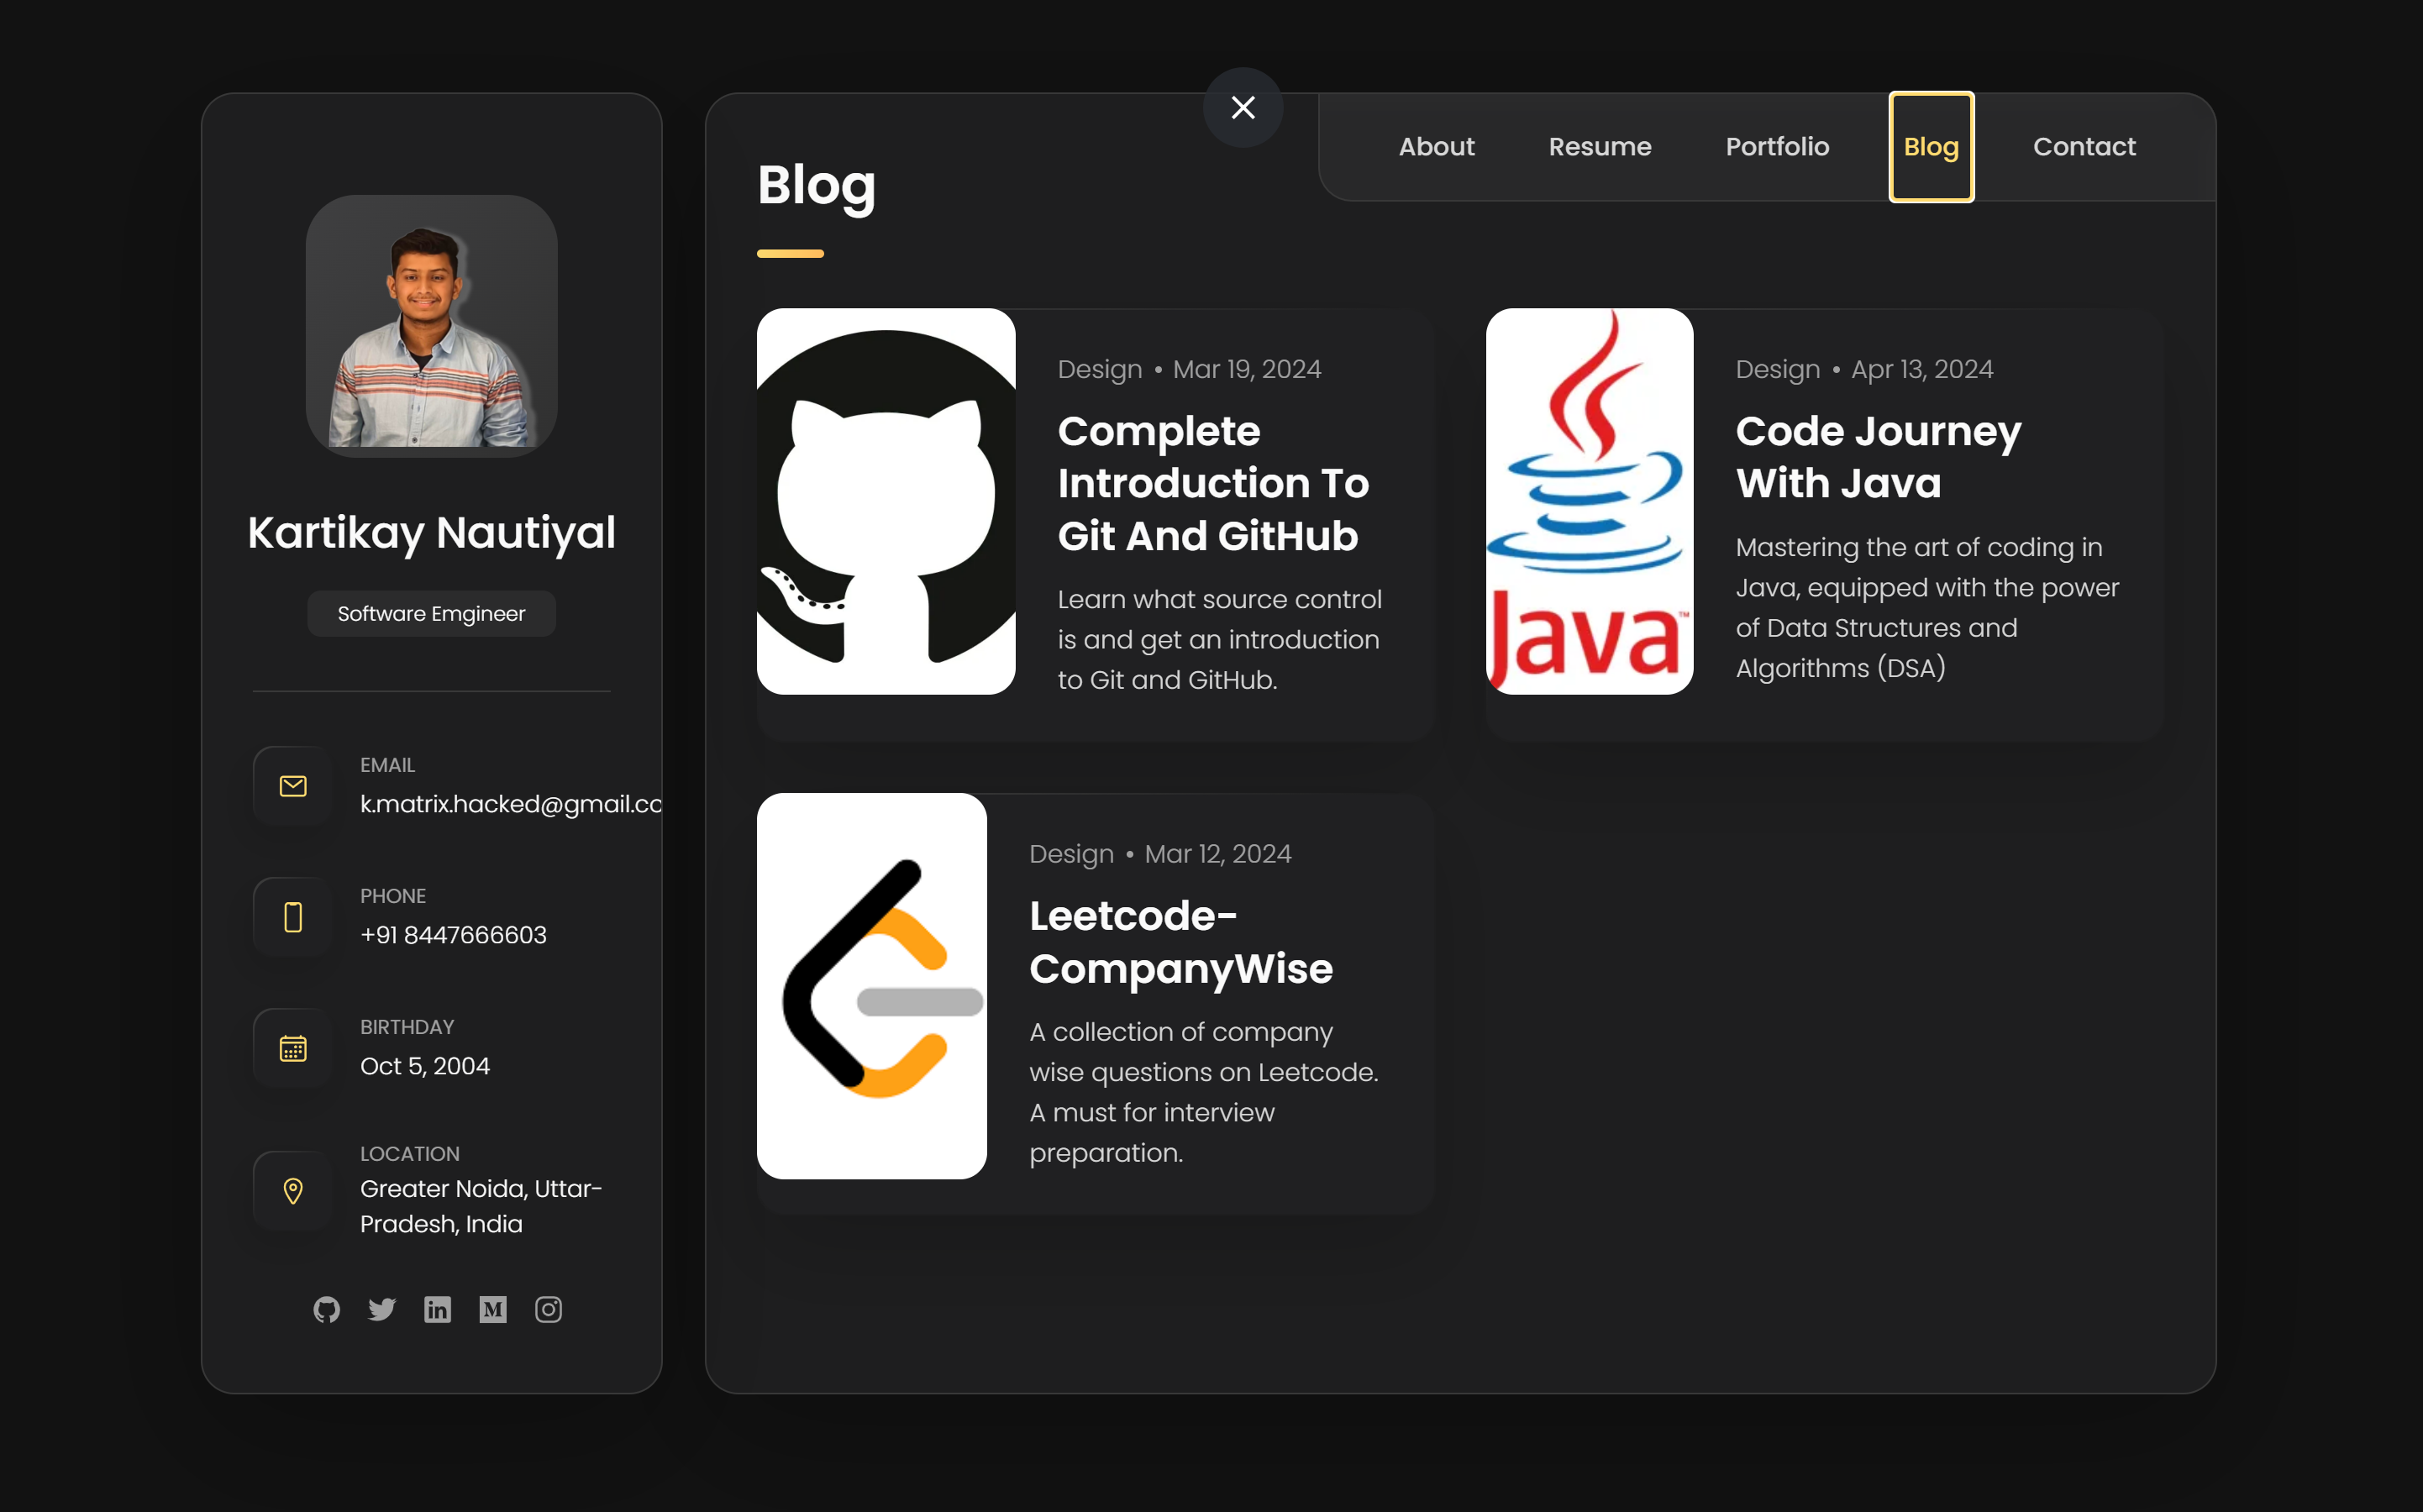 Kartikay Nautiyal
Software Emgineer
EMAIL
k.matrix.hacked@gmail.co
PHONE
+91 8447666603
BIRTHDAY
Oct 5, 2004
LOCATION
Greater Noida, Uttar-
Pradesh, India
About Resume Portfolio Blog Contact
Blog
Design • Mar 19, 2024
Complete
Introduction To
Git And GitHub
Learn what source control
is and get an introduction
to Git and GitHub.
Java™
Design • Apr 13, 2024
Code Journey
With Java
Mastering the art of coding in
Java, equipped with the power
of Data Structures and
Algorithms (DSA)
Design • Mar 12, 2024
Leetcode-
CompanyWise
A collection of company
wise questions on Leetcode.
A must for interview
preparation.